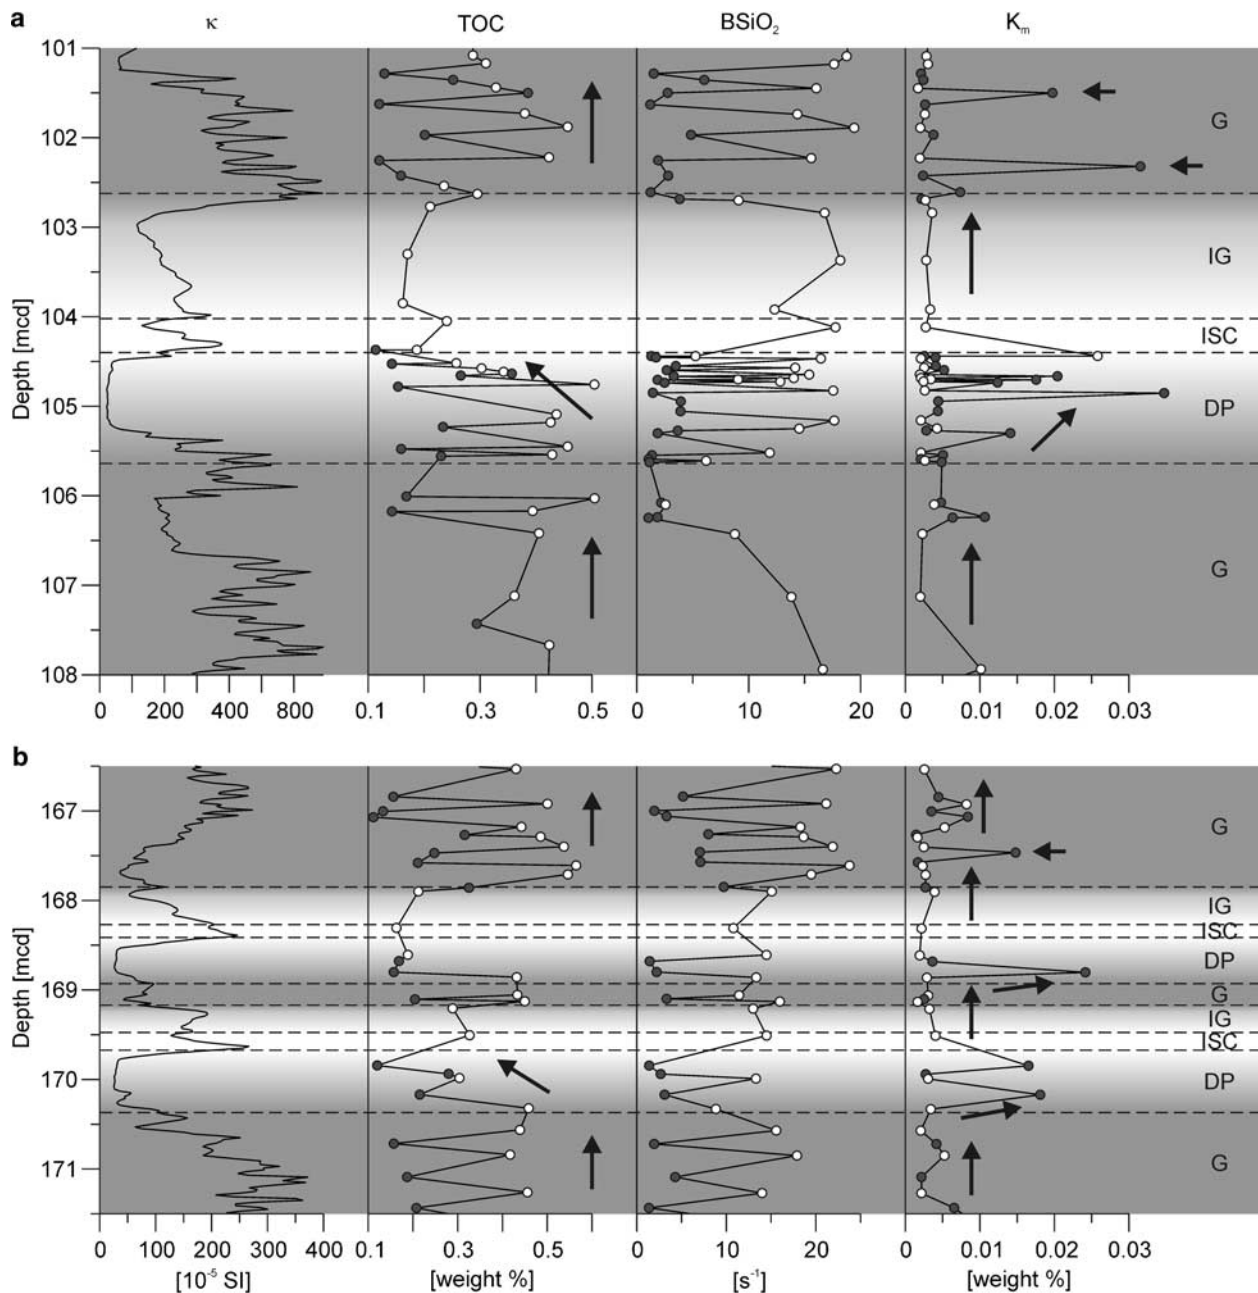 a κ TOC BSiO₂ Kₘ
101
102
103
104
105
106
107
108
Depth [mcd]
G
IG
ISC
DP
G
0 200 400 800 0.1 0.3 0.5 0 10 20 0 0.01 0.02 0.03
b
167
168
169
170
171
Depth [mcd]
G
IG
ISC
DP
G
IG
ISC
DP
G
0 100 200 300 400 0.1 0.3 0.5 0 10 20 0 0.01 0.02 0.03
[10⁻⁵ SI] [weight %] [s⁻¹] [weight %]